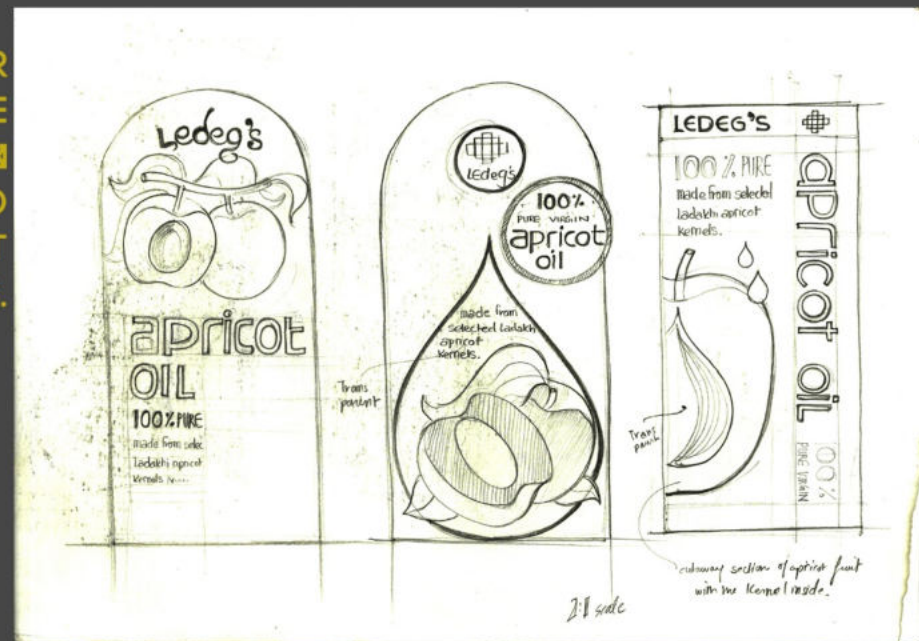 Ledeg's
apricot
OIL
100% PURE
made from selec
Ladakhi apricot
kernels
Ledeg's
100%
PURE VIRGIN
apricot
oil
made from
selected Ladakh
apricot
kernels.
Trans
parent
LEDEG'S
100% PURE
made from selected
ladakhi apricot
kernels.
apricot oil
100%
PURE VIRGIN
Trans
cutaway section of apricot fruit
with the kernel inside.
2:1 scale